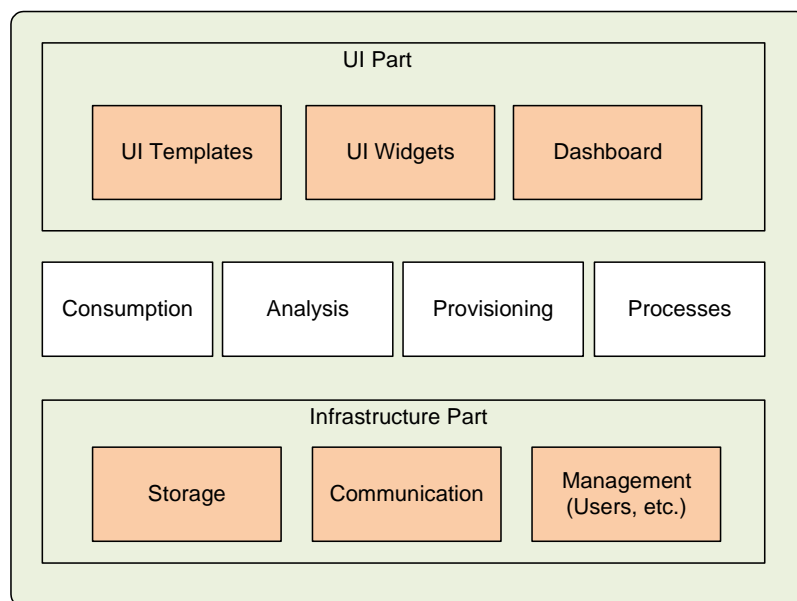 UI Part
UI Templates
UI Widgets
Dashboard
Consumption
Analysis
Provisioning
Processes
Infrastructure Part
Storage
Communication
Management
(Users, etc.)